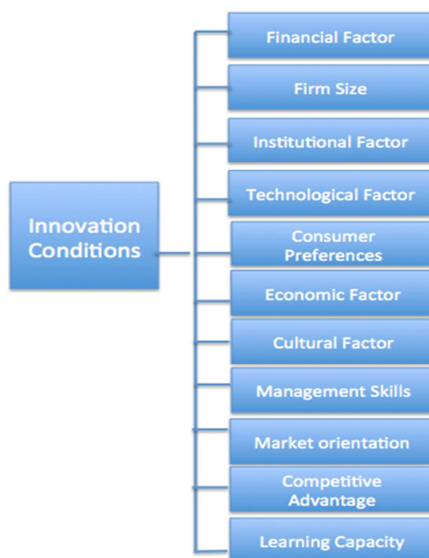 Financial Factor
Firm Size
Institutional Factor
Technological Factor
Innovation
Conditions
Consumer
Preferences
Economic Factor
Cultural Factor
Management Skills
Market orientation
Competitive
Advantage
Learning Capacity